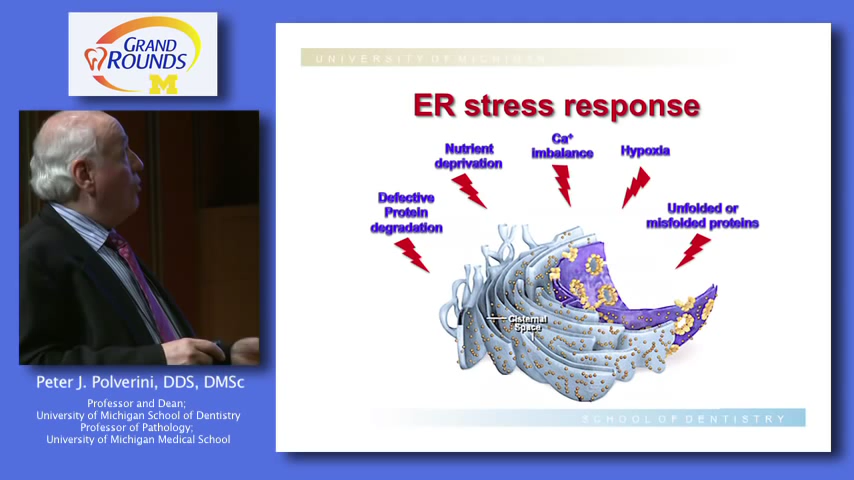 GRAND
ROUNDS
M
Peter J. Polverini, DDS, DMSc
Professor and Dean;
University of Michigan School of Dentistry
Professor of Pathology;
University of Michigan Medical School
UNIVERSITY OF MICHIGAN
ER stress response
Defective
Protein
degradation
Nutrient
deprivation
Ca+
imbalance
Hypoxia
Unfolded or
misfolded proteins
Cisternal
Space
SCHOOL OF DENTISTRY